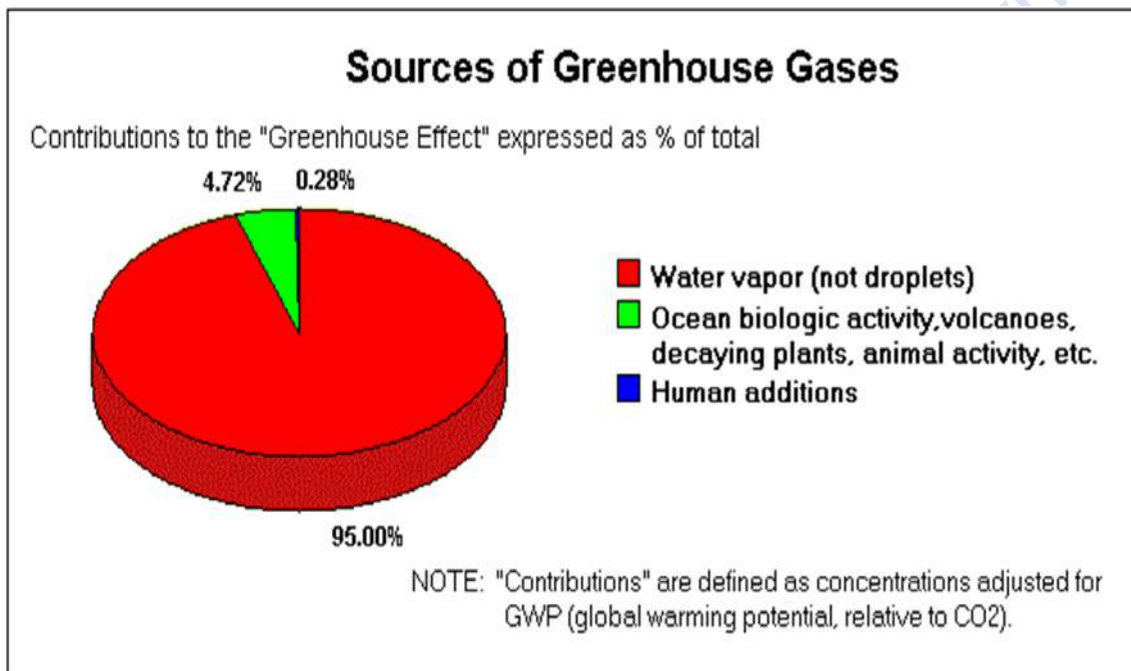 Sources of Greenhouse Gases
Contributions to the "Greenhouse Effect" expressed as % of total
4.72% 0.28%
Water vapor (not droplets)
Ocean biologic activity,volcanoes,
decaying plants, animal activity, etc.
Human additions
95.00%
NOTE: "Contributions" are defined as concentrations adjusted for
GWP (global warming potential, relative to CO2).